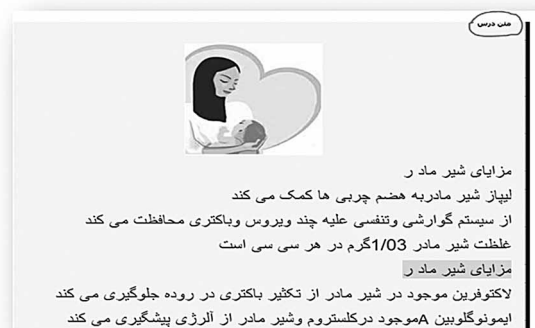 متن درس
مزایای شیر ماد ر
لیپاز شیر مادربه هضم چربی ها کمک می کند
از سیستم گوارشی وتنفسی علیه چند ویروس وباکتری محافظت می کند
غلظت شیر مادر 1/03گرم در هر سی سی است
مزایای شیر ماد ر
لاکتوفرین موجود در شیر مادر از تکثیر باکتری در روده جلوگیری می کند
ایمونوگلوبین Aموجود درکلستروم وشیر مادر از آلرژی پیشگیری می کند